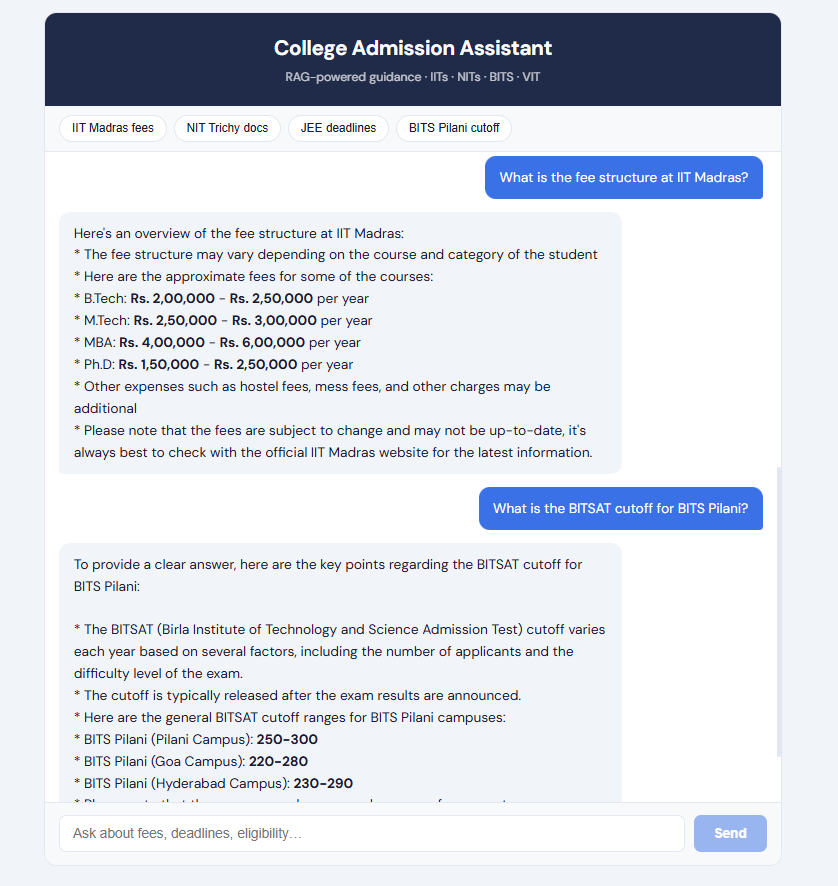 College Admission Assistant
RAG-powered guidance · IITs · NITs · BITS · VIT
IIT Madras fees
NIT Trichy docs
JEE deadlines
BITS Pilani cutoff
What is the fee structure at IIT Madras?
Here's an overview of the fee structure at IIT Madras:
* The fee structure may vary depending on the course and category of the student
* Here are the approximate fees for some of the courses:
* B.Tech: Rs. 2,00,000 - Rs. 2,50,000 per year
* M.Tech: Rs. 2,50,000 - Rs. 3,00,000 per year
* MBA: Rs. 4,00,000 - Rs. 6,00,000 per year
* Ph.D: Rs. 1,50,000 - Rs. 2,50,000 per year
* Other expenses such as hostel fees, mess fees, and other charges may be
additional
* Please note that the fees are subject to change and may not be up-to-date, it's
always best to check with the official IIT Madras website for the latest information.
What is the BITSAT cutoff for BITS Pilani?
To provide a clear answer, here are the key points regarding the BITSAT cutoff for
BITS Pilani:
* The BITSAT (Birla Institute of Technology and Science Admission Test) cutoff varies
each year based on several factors, including the number of applicants and the
difficulty level of the exam.
* The cutoff is typically released after the exam results are announced.
* Here are the general BITSAT cutoff ranges for BITS Pilani campuses:
* BITS Pilani (Pilani Campus): 250-300
* BITS Pilani (Goa Campus): 220-280
* BITS Pilani (Hyderabad Campus): 230-290
Ask about fees, deadlines, eligibility...
Send